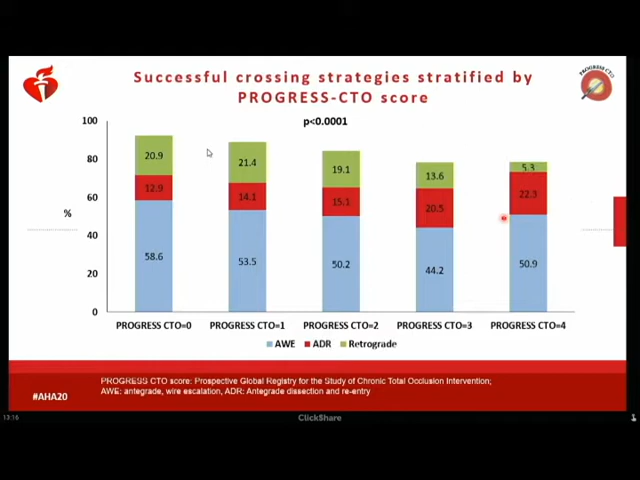 Successful crossing strategies stratified by
PROGRESS-CTO score
PROGRESS CTO
p<0.0001
100
80
60
40
20
0
%
20.9
12.9
58.6
21.4
14.1
53.5
19.1
15.1
50.2
13.6
20.5
44.2
5.3
22.3
50.9
PROGRESS CTO=0
PROGRESS CTO=1
PROGRESS CTO=2
PROGRESS CTO=3
PROGRESS CTO=4
AWE
ADR
Retrograde
PROGRESS CTO score: Prospective Global Registry for the Study of Chronic Total Occlusion Intervention;
AWE: antegrade, wire escalation, ADR: Antegrade dissection and re-entry
#AHA20
13:16
ClickShare